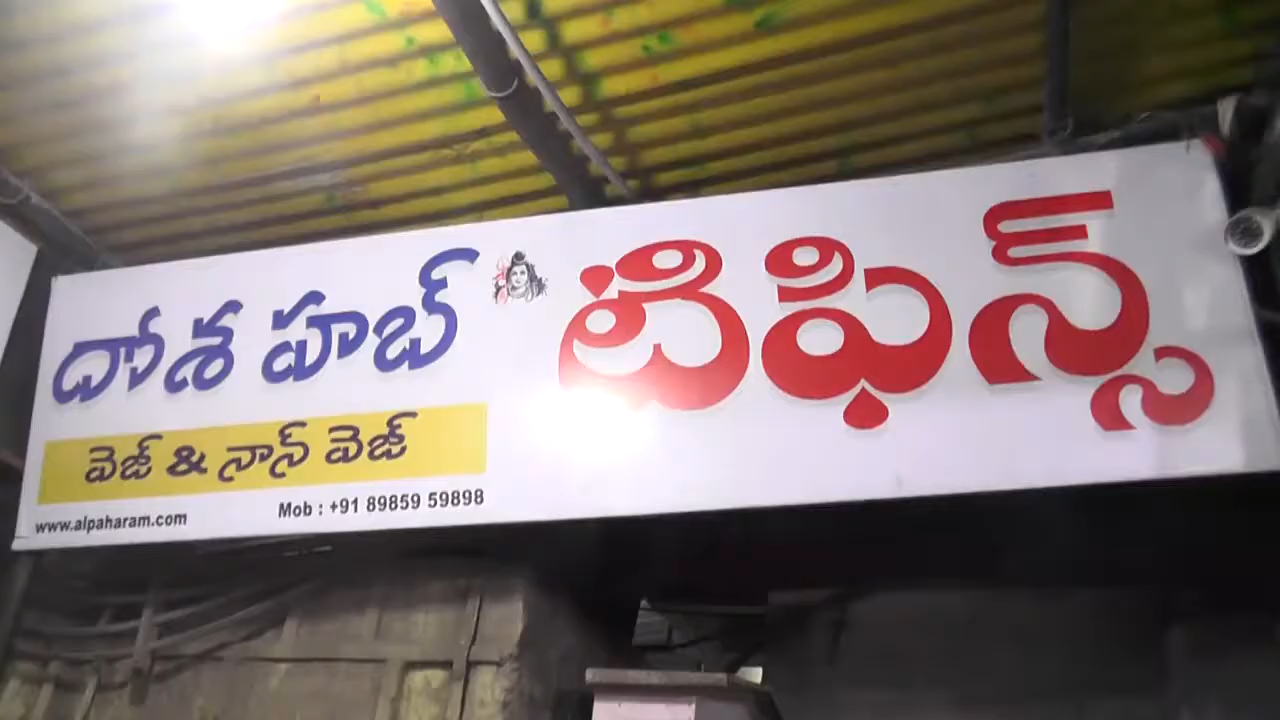 దోశ హబ్
టిఫిన్స్
వెజ్ & నాన్ వెజ్
www.alpaharam.com
Mob : +91 89859 59898